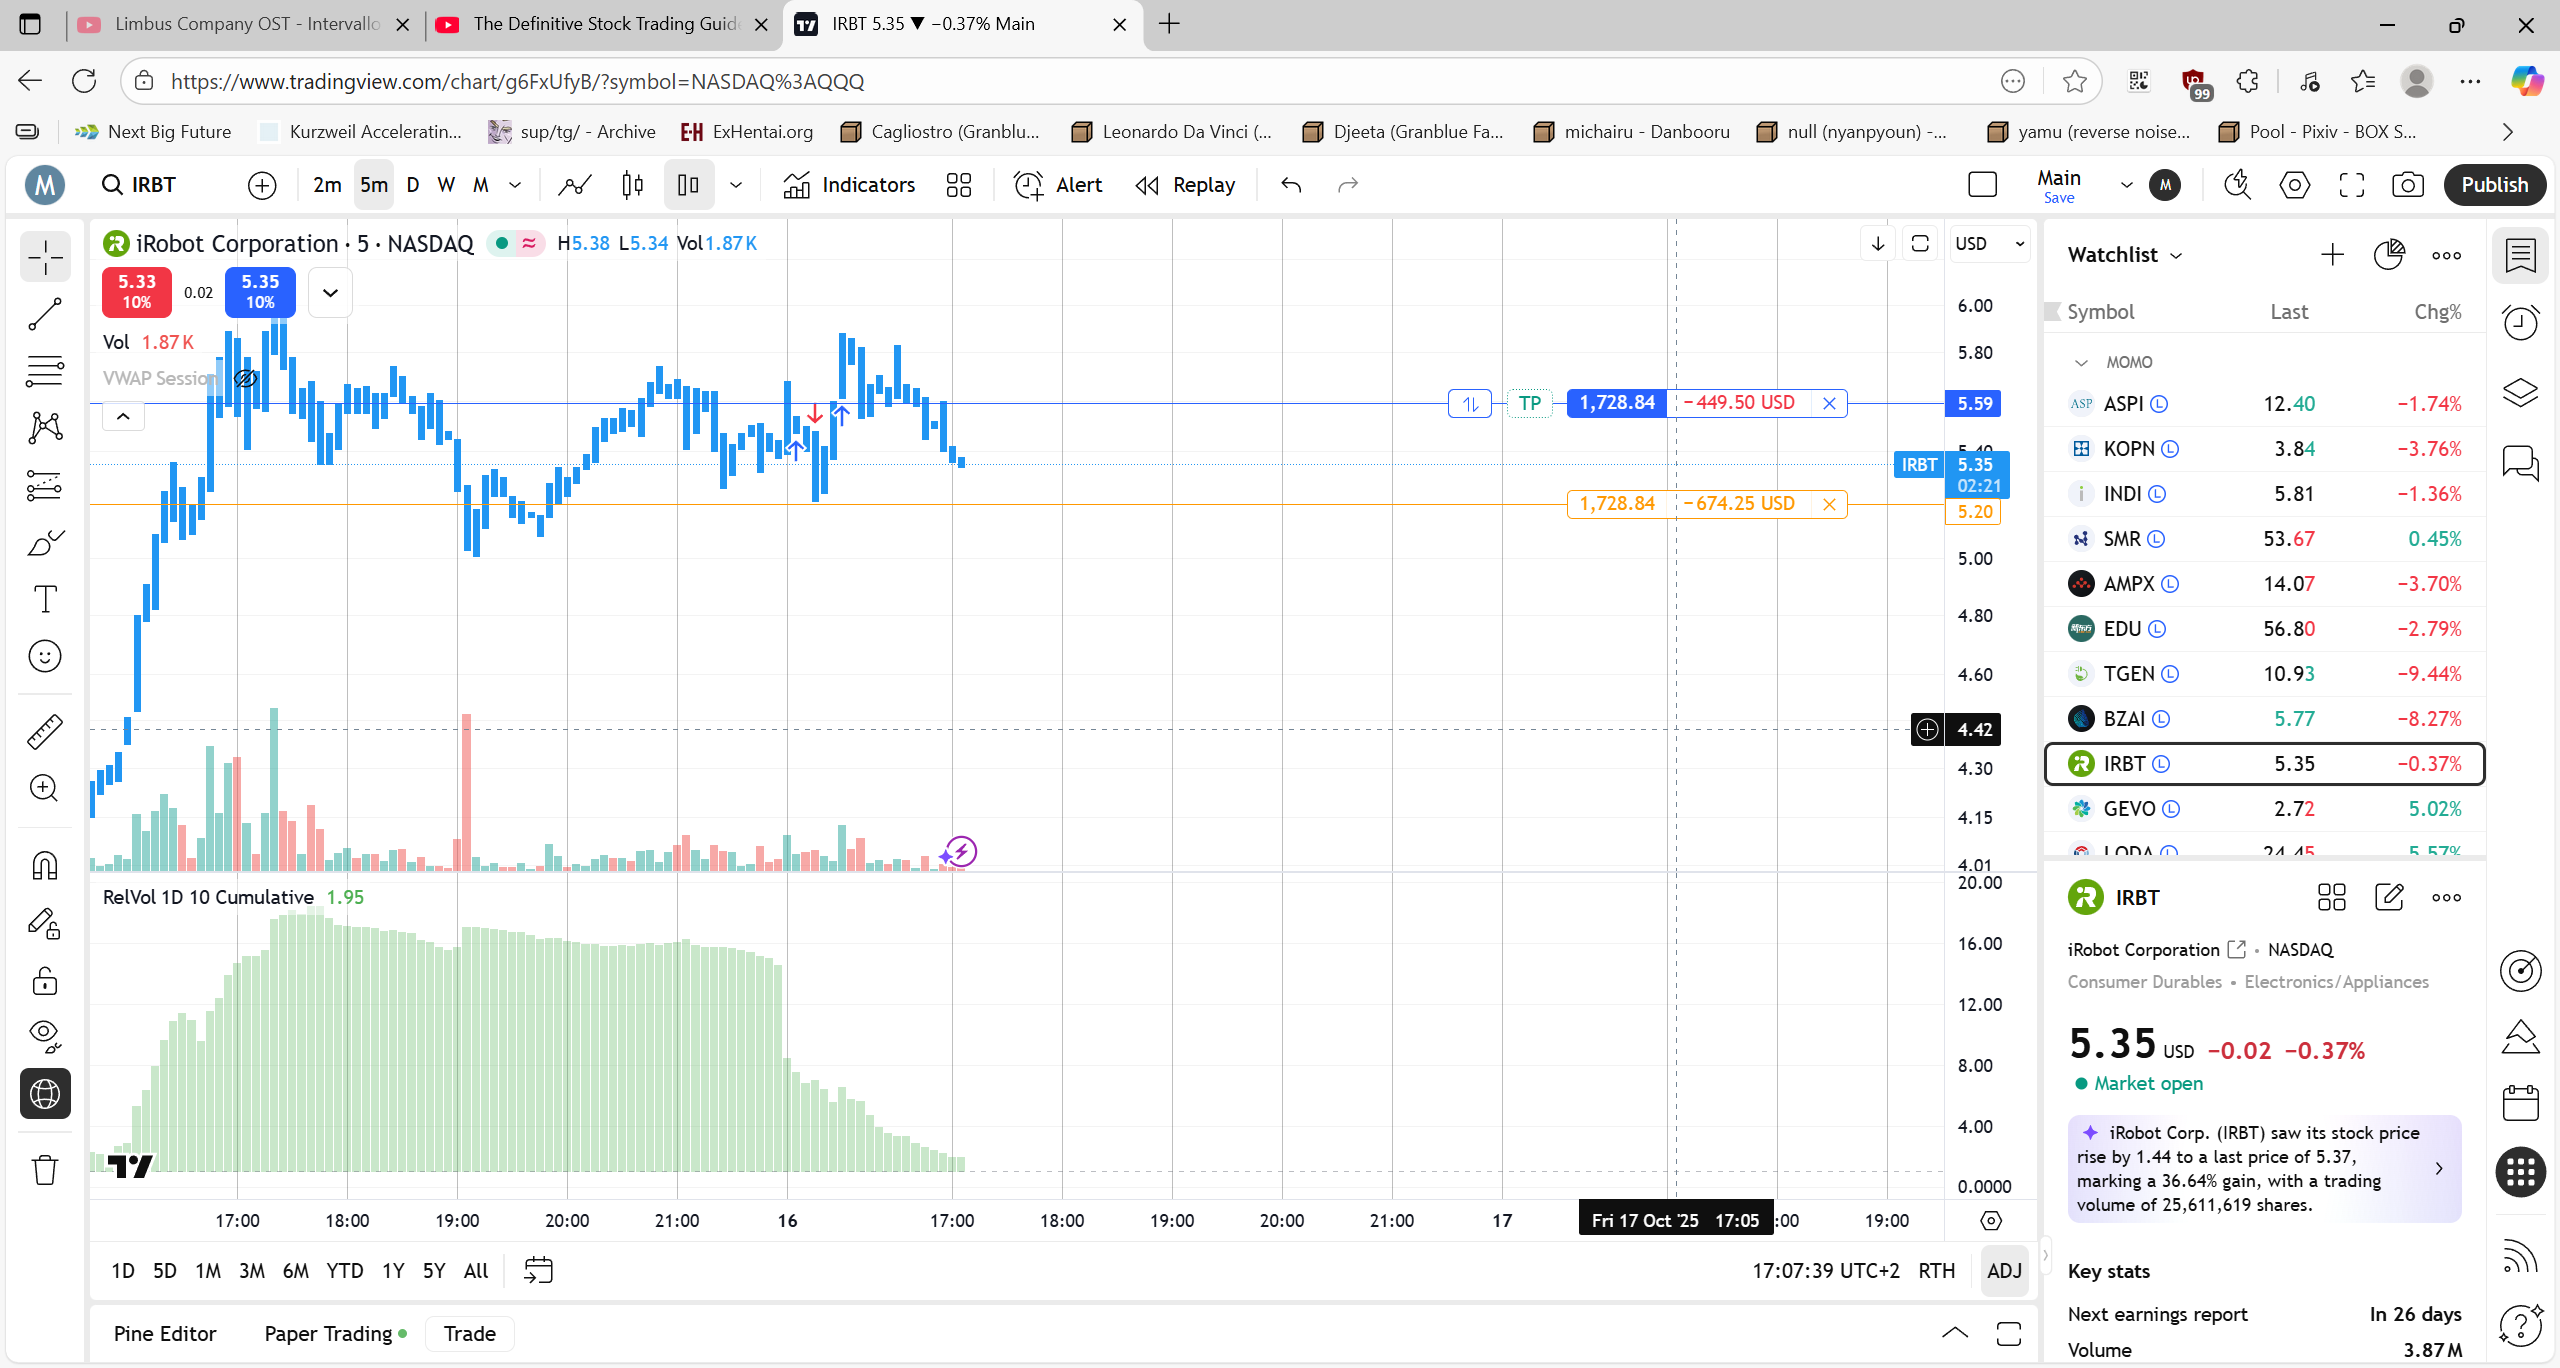 Limbus Company OST - Intervallo
The Definitive Stock Trading Guid
IRBT 5.35 ▼ −0.37% Main
https://www.tradingview.com/chart/g6FxUfyB/?symbol=NASDAQ%3AQQQ
99
Next Big Future
Kurzweil Acceleratin...
sup/tg/ - Archive
E-H ExHentai.org
Cagliostro (Granblu...
Leonardo Da Vinci (...
Djeeta (Granblue Fa...
michairu - Danbooru
null (nyanpyoun) -...
yamu (reverse noise...
Pool - Pixiv - BOX S...
M
IRBT
2m 5m D W M
Indicators
Alert
Replay
Main
Save
M
Publish
iRobot Corporation · 5 · NASDAQ
H5.38 L5.34 Vol1.87 K
USD
5.33
10%
0.02
5.35
10%
Vol 1.87 K
VWAP Session
6.00
5.80
TP
1,728.84
−449.50 USD
5.59
5.40
IRBT
5.35
02:21
1,728.84
−674.25 USD
5.20
5.00
4.80
4.60
4.42
4.30
4.15
4.01
RelVol 1D 10 Cumulative 1.95
20.00
16.00
12.00
8.00
4.00
0.0000
17:00 18:00 19:00 20:00 21:00 16 17:00 18:00 19:00 20:00 21:00 17
Fri 17 Oct '25 17:05
:00
19:00
1D 5D 1M 3M 6M YTD 1Y 5Y All
17:07:39 UTC+2 RTH ADJ
Pine Editor
Paper Trading
Trade
Watchlist
Symbol Last Chg%
MOMO
ASP ASPI L 12.40 −1.74%
KOPN L 3.84 −3.76%
INDI L 5.81 −1.36%
SMR L 53.67 0.45%
AMPX L 14.07 −3.70%
EDU L 56.80 −2.79%
TGEN L 10.93 −9.44%
BZAI L 5.77 −8.27%
IRBT L 5.35 −0.37%
GEVO L 2.72 5.02%
24.45 5.57%
IRBT
iRobot Corporation · NASDAQ
Consumer Durables • Electronics/Appliances
5.35 USD −0.02 −0.37%
Market open
iRobot Corp. (IRBT) saw its stock price
rise by 1.44 to a last price of 5.37,
marking a 36.64% gain, with a trading
volume of 25,611,619 shares.
Key stats
Next earnings report In 26 days
Volume 3.87 M